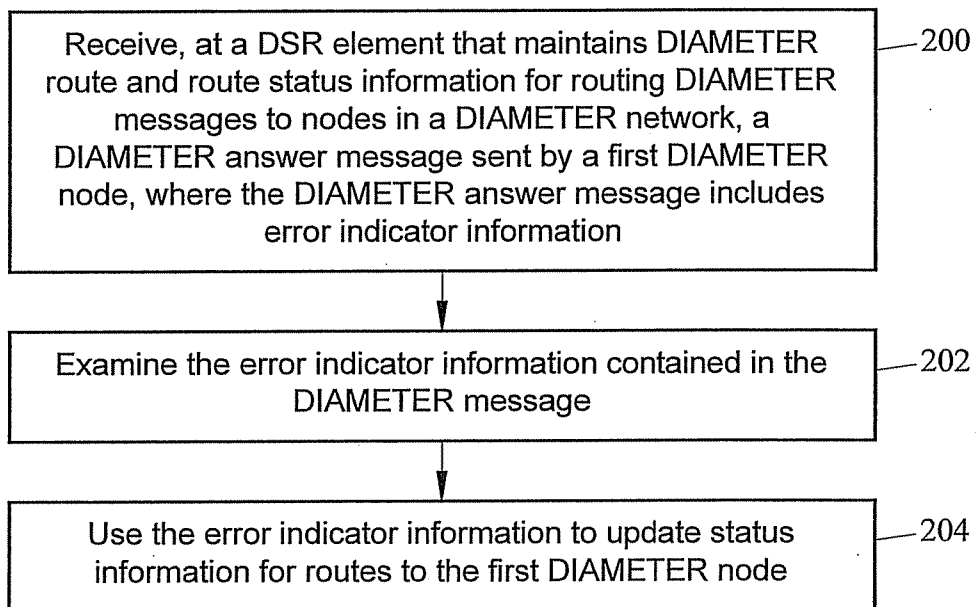 Receive, at a DSR element that maintains DIAMETER
route and route status information for routing DIAMETER
messages to nodes in a DIAMETER network, a
DIAMETER answer message sent by a first DIAMETER
node, where the DIAMETER answer message includes
error indicator information
200
Examine the error indicator information contained in the
DIAMETER message
202
Use the error indicator information to update status
information for routes to the first DIAMETER node
204